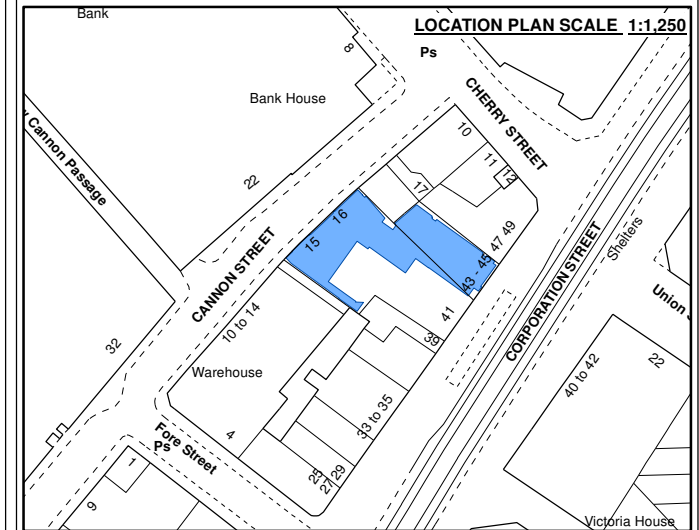 Bank
LOCATION PLAN SCALE 1:1,250
8
Ps
Bank House
CHERRY STREET
10
11
12
y Cannon Passage
17
22
16
15
47 49
43 - 45
CANNON STREET
CORPORATION STREET
Shelters
Union S
41
39
10 to 14
32
Warehouse
40 to 42
22
33 to 35
4
Fore Street
Ps
1
25
27 29
9
Victoria House